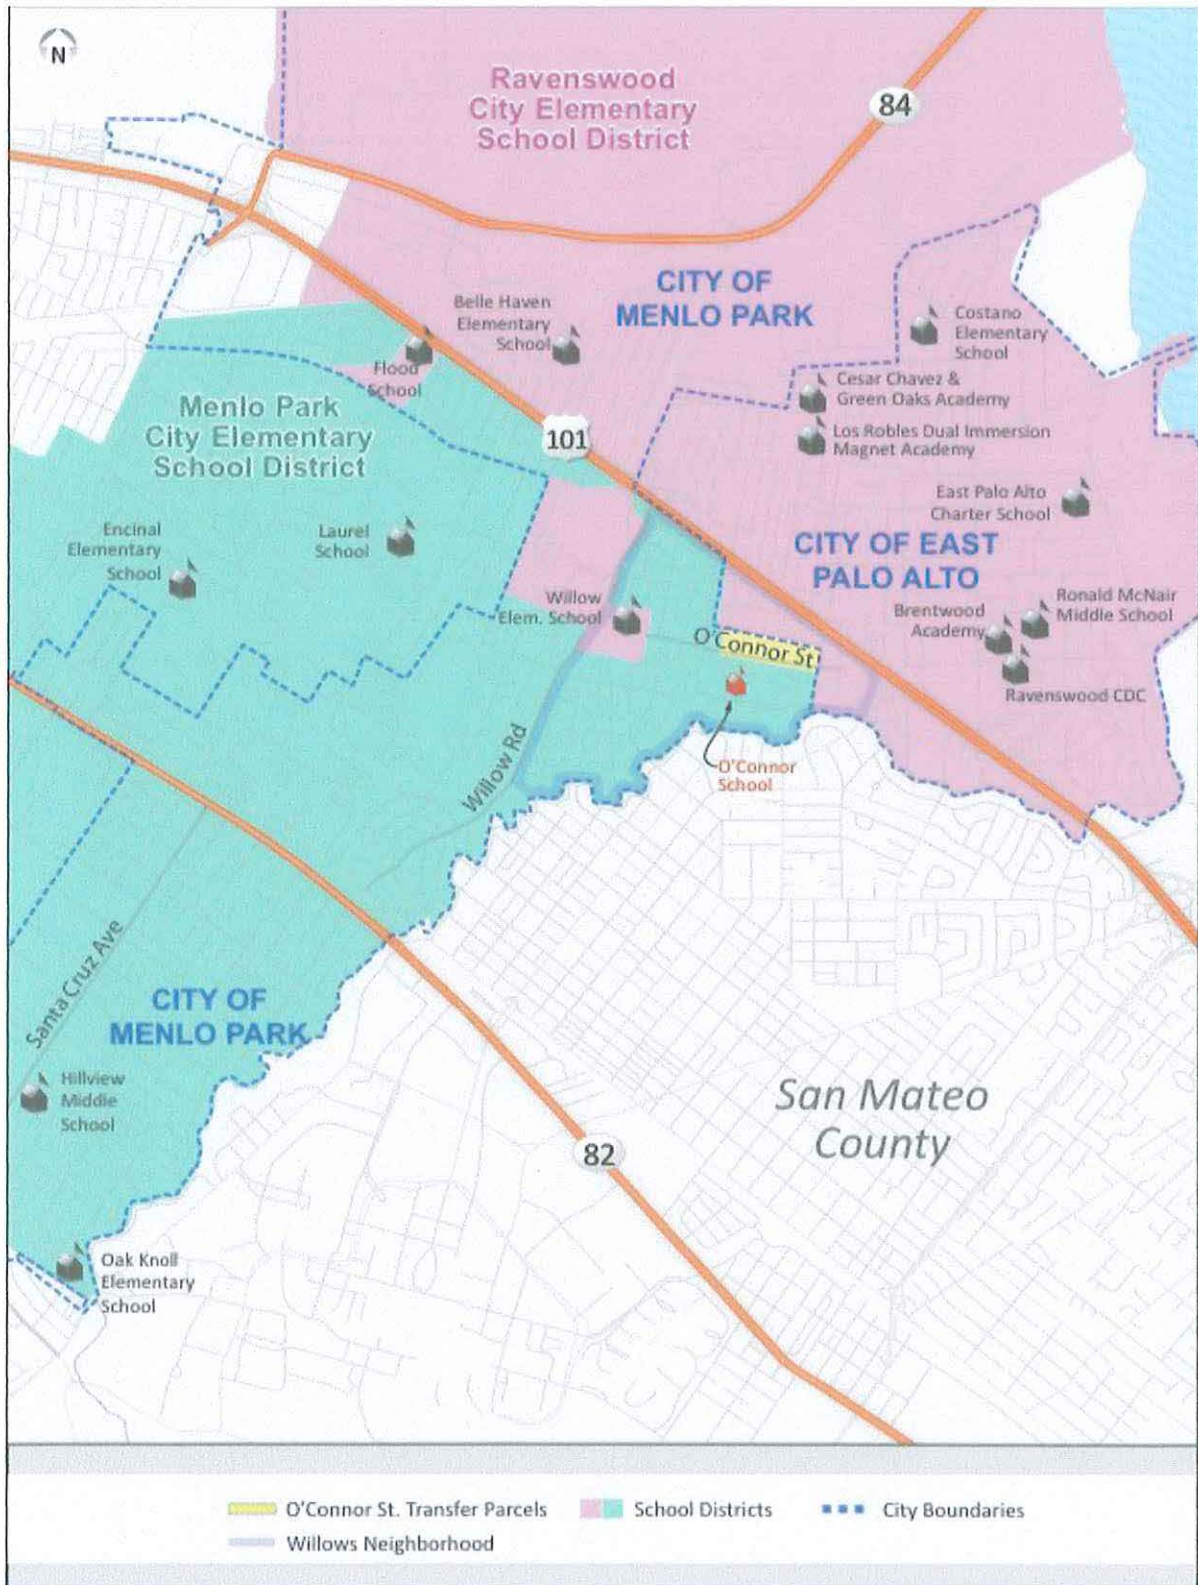 N
Ravenswood
City Elementary
School District
84
CITY OF
MENLO PARK
Belle Haven
Elementary
School
Costano
Elementary
School
Flood
School
Cesar Chavez &
Green Oaks Academy
Menlo Park
City Elementary
School District
101
Los Robles Dual Immersion
Magnet Academy
East Palo Alto
Charter School
Encinal
Elementary
School
Laurel
School
CITY OF EAST
PALO ALTO
Willow
Elem. School
Ronald McNair
Middle School
Brentwood
Academy
O'Connor St
Ravenswood CDC
O'Connor
School
Willow Rd
Santa Cruz Ave
CITY OF
MENLO PARK
Hillview
Middle
School
San Mateo
County
82
Oak Knoll
Elementary
School
O'Connor St. Transfer Parcels
School Districts
City Boundaries
Willows Neighborhood